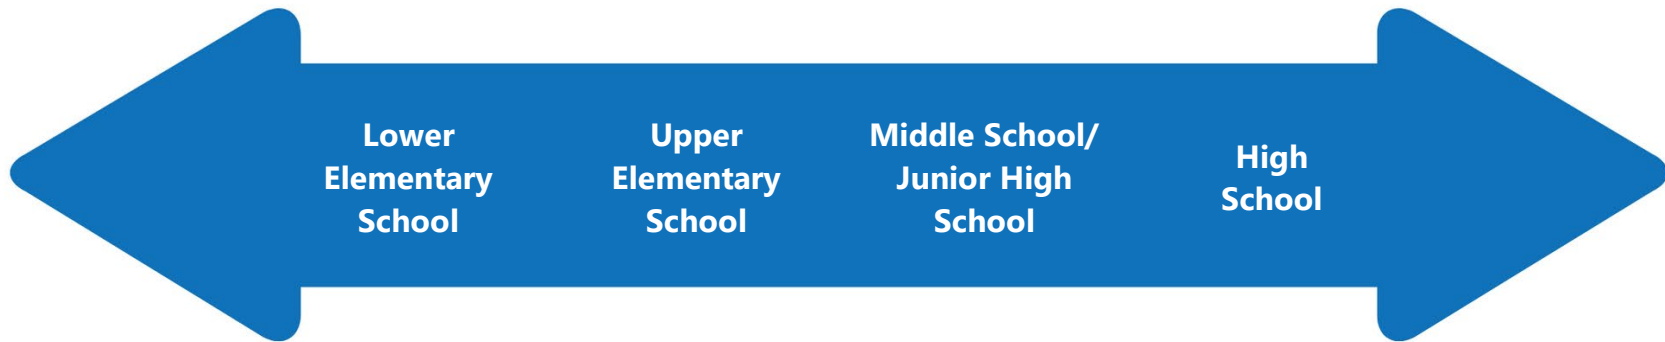 Lower
Elementary
School
Upper
Elementary
School
Middle School/
Junior High
School
High
School